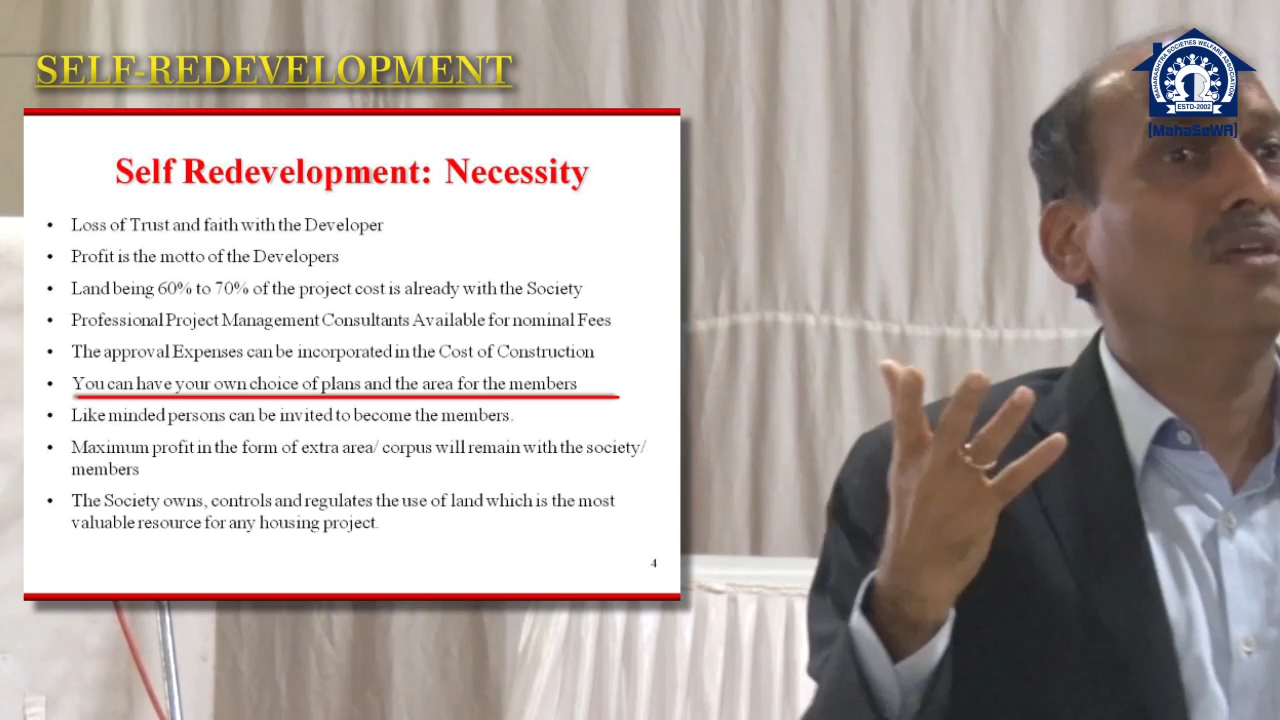 SELF-REDEVELOPMENT
MAHARASHTRA SOCIETIES WELFARE ASSOCIATION
ESTD-2002
[MahaSeWA]
Self Redevelopment: Necessity
• Loss of Trust and faith with the Developer
• Profit is the motto of the Developers
• Land being 60% to 70% of the project cost is already with the Society
• Professional Project Management Consultants Available for nominal Fees
• The approval Expenses can be incorporated in the Cost of Construction
• You can have your own choice of plans and the area for the members
• Like minded persons can be invited to become the members.
• Maximum profit in the form of extra area/ corpus will remain with the society/
members
• The Society owns, controls and regulates the use of land which is the most
valuable resource for any housing project.
4